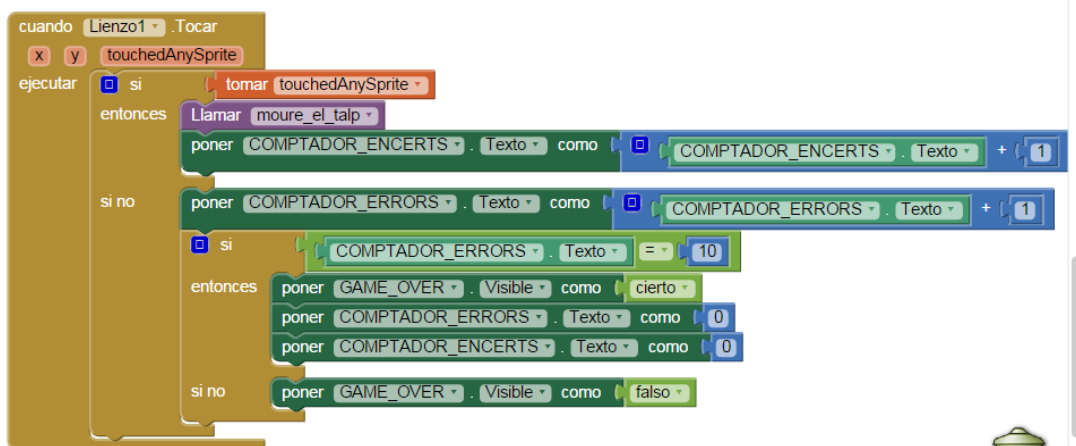 cuando Lienzo1 .Tocar
x y touchedAnySprite
ejecutar si tomar touchedAnySprite
entonces Llamar moure_el_talp
poner COMPTADOR_ENCERTS . Texto como COMPTADOR_ENCERTS . Texto + 1
si no poner COMPTADOR_ERRORS . Texto como COMPTADOR_ERRORS . Texto + 1
si COMPTADOR_ERRORS . Texto = 10
entonces poner GAME_OVER . Visible como cierto
poner COMPTADOR_ERRORS . Texto como 0
poner COMPTADOR_ENCERTS . Texto como 0
si no poner GAME_OVER . Visible como falso